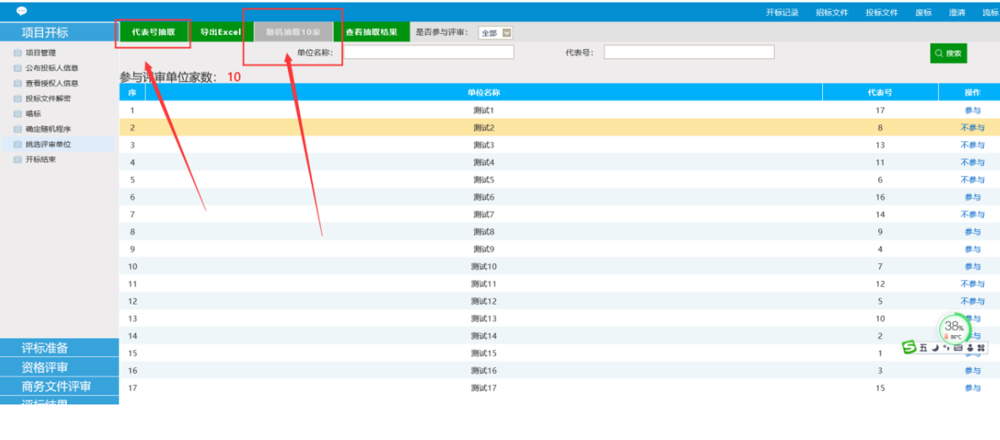 开标记录 招标文件 投标文件 废标 澄清 流标
项目开标 代表号抽取 导出Excel 随机抽取10家 查看抽取结果 是否参与评审： 全部
项目管理 单位名称： 代表号： 搜索
公布投标人信息
查看授权人信息 参与评审单位家数： 10
投标文件解密 序 单位名称 代表号 操作
唱标 1 测试1 17 参与
确定随机程序 2 测试2 8 不参与
挑选评审单位 3 测试3 13 不参与
开标结束 4 测试4 11 不参与
5 测试5 6 不参与
6 测试6 16 参与
7 测试7 14 不参与
8 测试8 9 参与
9 测试9 4 参与
10 测试10 7 参与
11 测试11 12 不参与
12 测试12 5 不参与
13 测试13 10 参与
38%
86℃
14 测试14 2 参与
评标准备 15 测试15 1
五
资格评审 16 测试16 3 参与
商务文件评审 17 测试17 15 参与
评标结果